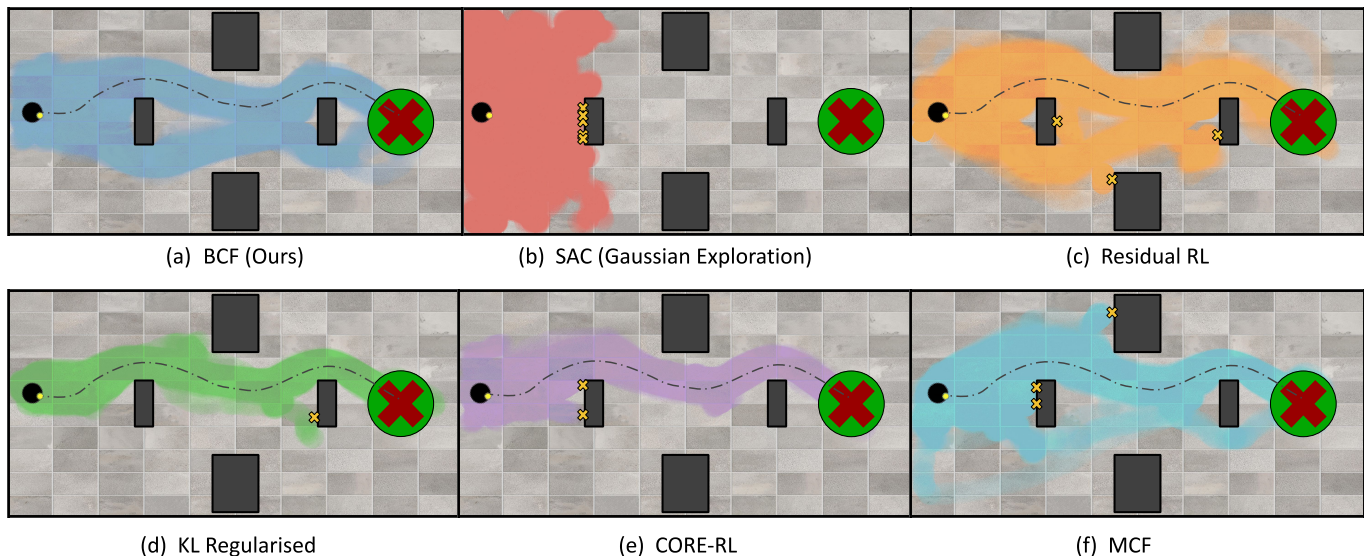 (a) BCF (Ours)
(b) SAC (Gaussian Exploration)
(c) Residual RL
(d) KL Regularised
(e) CORE-RL
(f) MCF